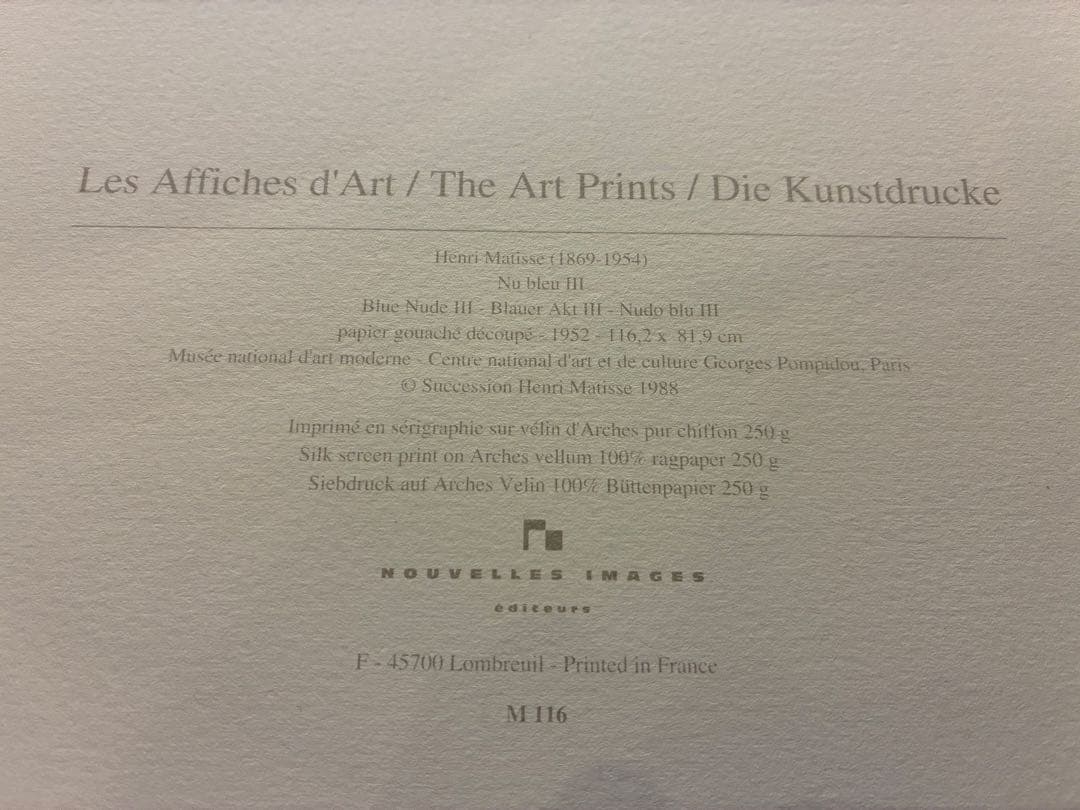 Les Affiches d'Art / The Art Prints / Die Kunstdrucke
Henri Matisse (1869-1954)
Nu bleu III
Blue Nude III - Blauer Akt III - Nudo blu III
papier gouaché découpé - 1952 - 116,2 x 81,9 cm
Musée national d'art moderne - Centre national d'art et de culture Georges Pompidou, Paris
© Succession Henri Matisse 1988
Imprimé en sérigraphie sur vélin d'Arches pur chiffon 250 g
Silk screen print on Arches vellum 100% ragpaper 250 g
Siebdruck auf Arches Velin 100% Büttenpapier 250 g
NOUVELLES IMAGES
éditeurs
F - 45700 Lombreuil - Printed in France
M 116